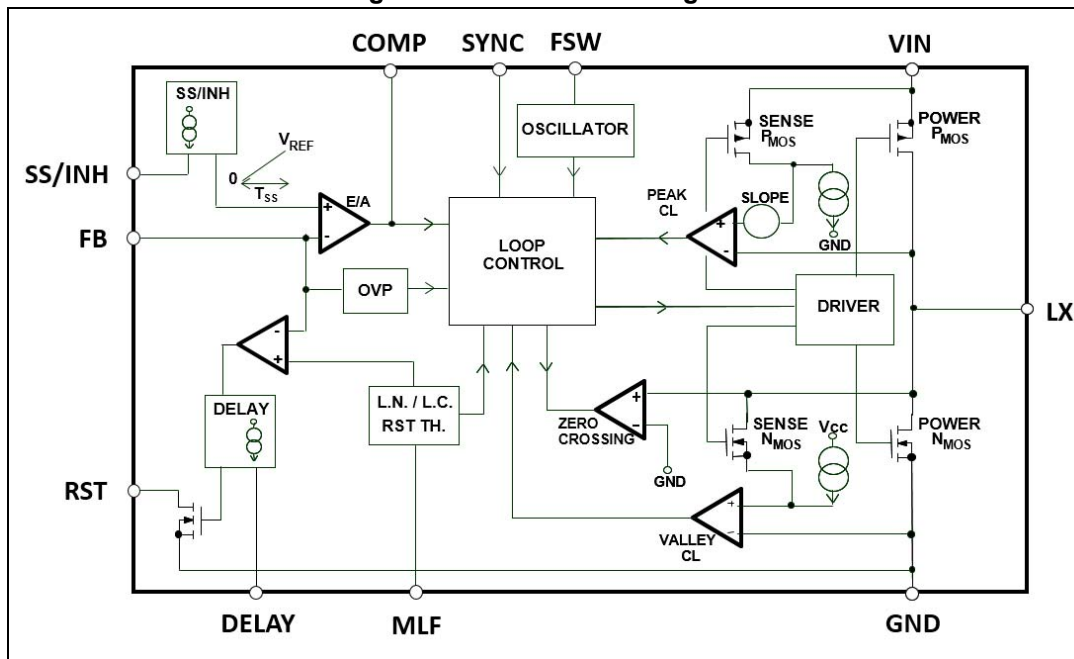 COMP SYNC FSW VIN
SS/INH
OSCILLATOR
SENSE
PMOS
POWER
PMOS
VREF
0
TSS
SS/INH
E/A
+
-
PEAK
CL
SLOPE
+
-
GND
FB
LOOP
CONTROL
OVP
DRIVER
LX
-
+
L.N. / L.C.
RST TH.
DELAY
ZERO
CROSSING
+
-
GND
SENSE
NMOS
Vcc
POWER
NMOS
RST
VALLEY
CL
+
-
DELAY MLF GND